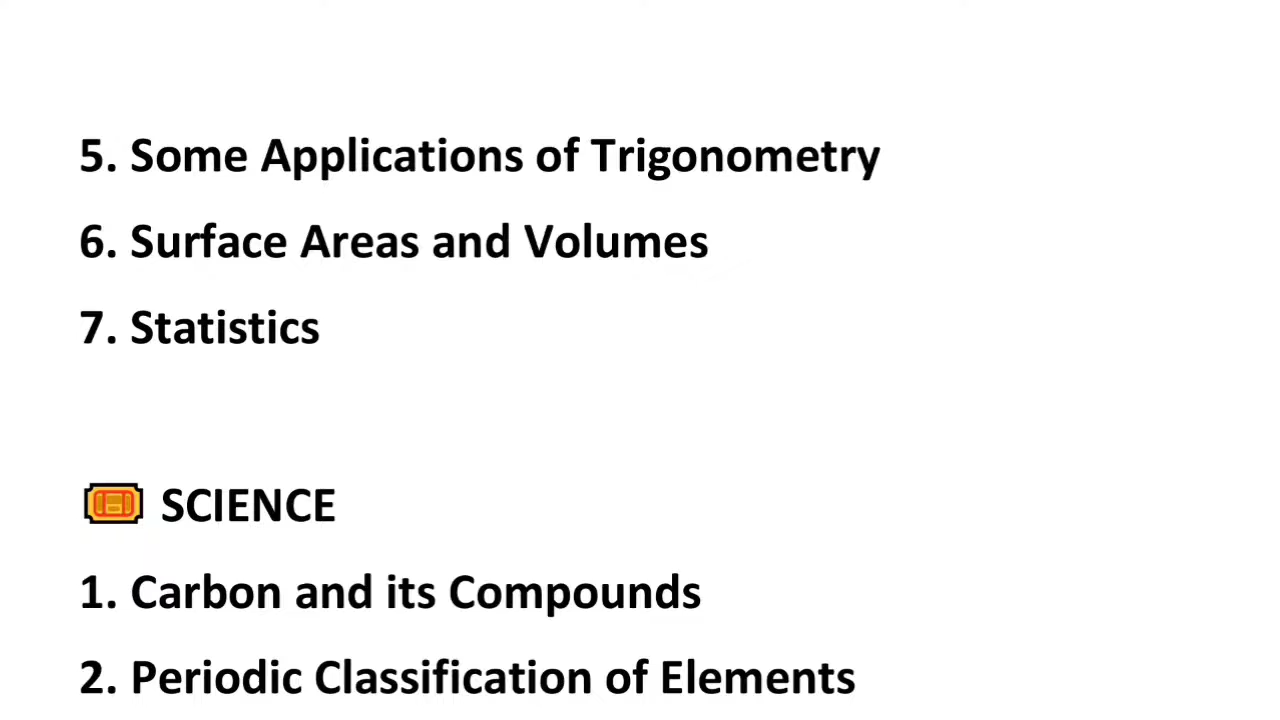 5. Some Applications of Trigonometry
6. Surface Areas and Volumes
7. Statistics
SCIENCE
1. Carbon and its Compounds
2. Periodic Classification of Elements